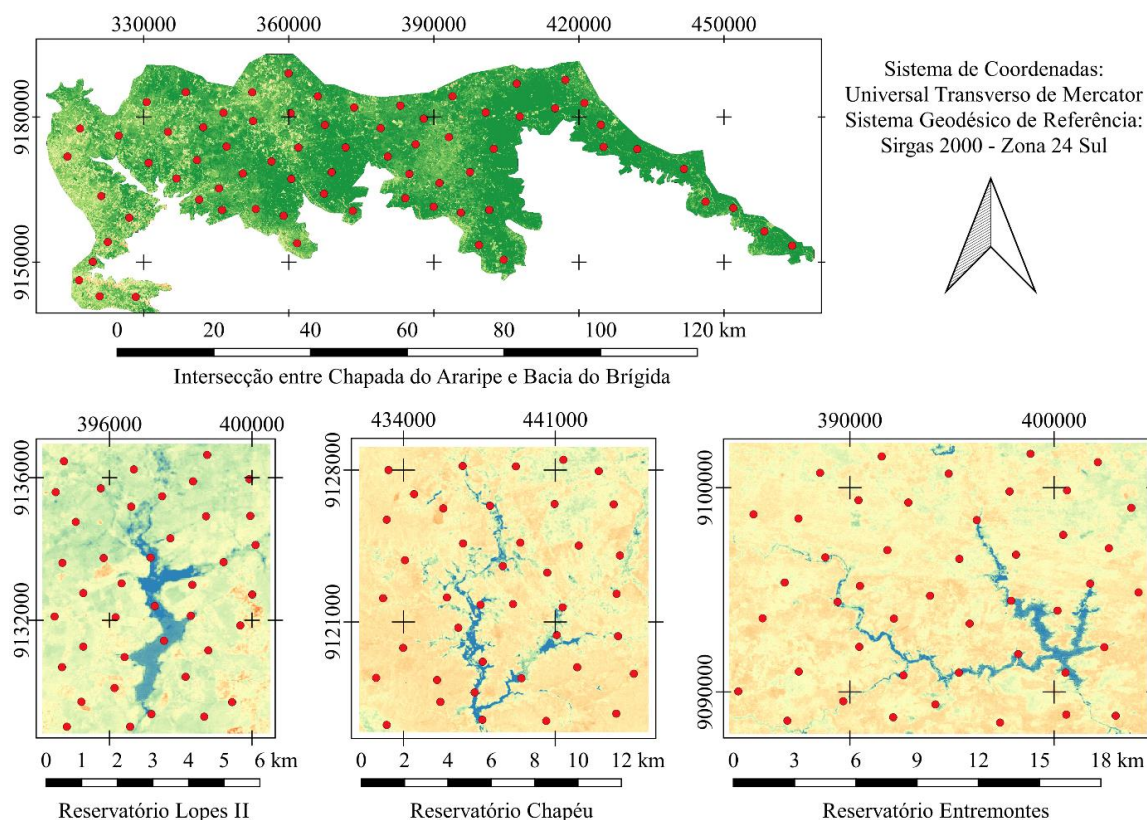 330000 360000 390000 420000 450000
9180000
9150000
0 20 40 60 80 100 120 km
Intersecção entre Chapada do Araripe e Bacia do Brígida
Sistema de Coordenadas:
Universal Transverso de Mercator
Sistema Geodésico de Referência:
Sirgas 2000 - Zona 24 Sul
396000 400000
9136000
9132000
0 1 2 3 4 5 6 km
Reservatório Lopes II
434000 441000
9128000
9121000
0 2 4 6 8 10 12 km
Reservatório Chapéu
390000 400000
9100000
9090000
0 3 6 9 12 15 18 km
Reservatório Entremontes